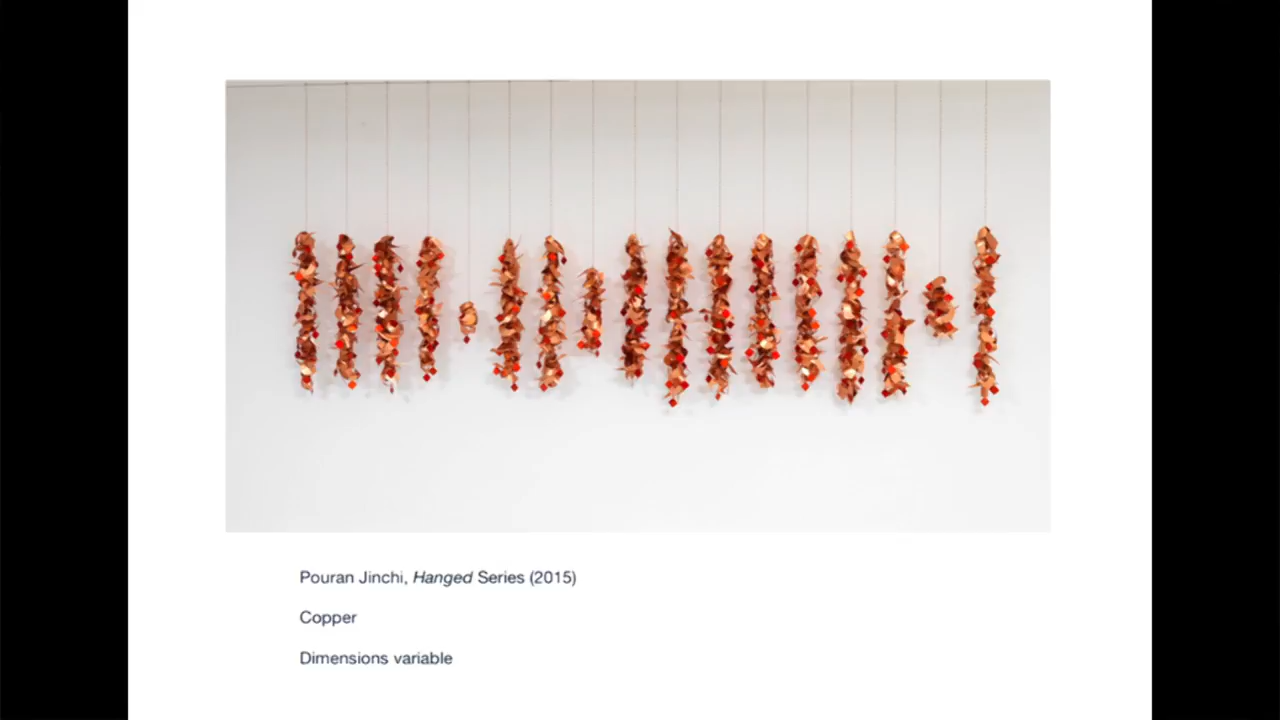 Pouran Jinchi, Hanged Series (2015)
Copper
Dimensions variable